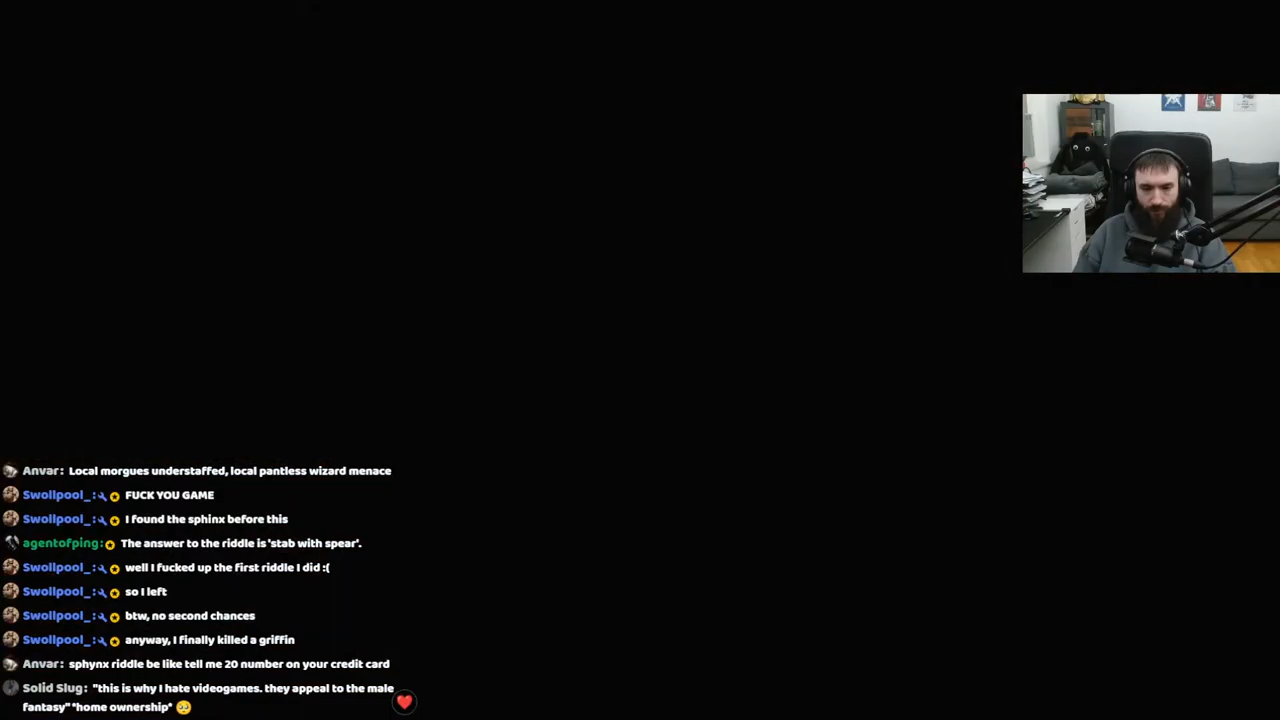 Anvar: Local morgues understaffed, local pantless wizard menace
Swollpool_: FUCK YOU GAME
Swollpool_: I found the sphinx before this
agentofping: The answer to the riddle is 'stab with spear'.
Swollpool_: well I fucked up the first riddle I did :(
Swollpool_: so I left
Swollpool_: btw, no second chances
Swollpool_: anyway, I finally killed a griffin
Anvar: sphynx riddle be like tell me 20 number on your credit card
Solid Slug: "this is why I hate videogames. they appeal to the male
fantasy" *home ownership* 🥺